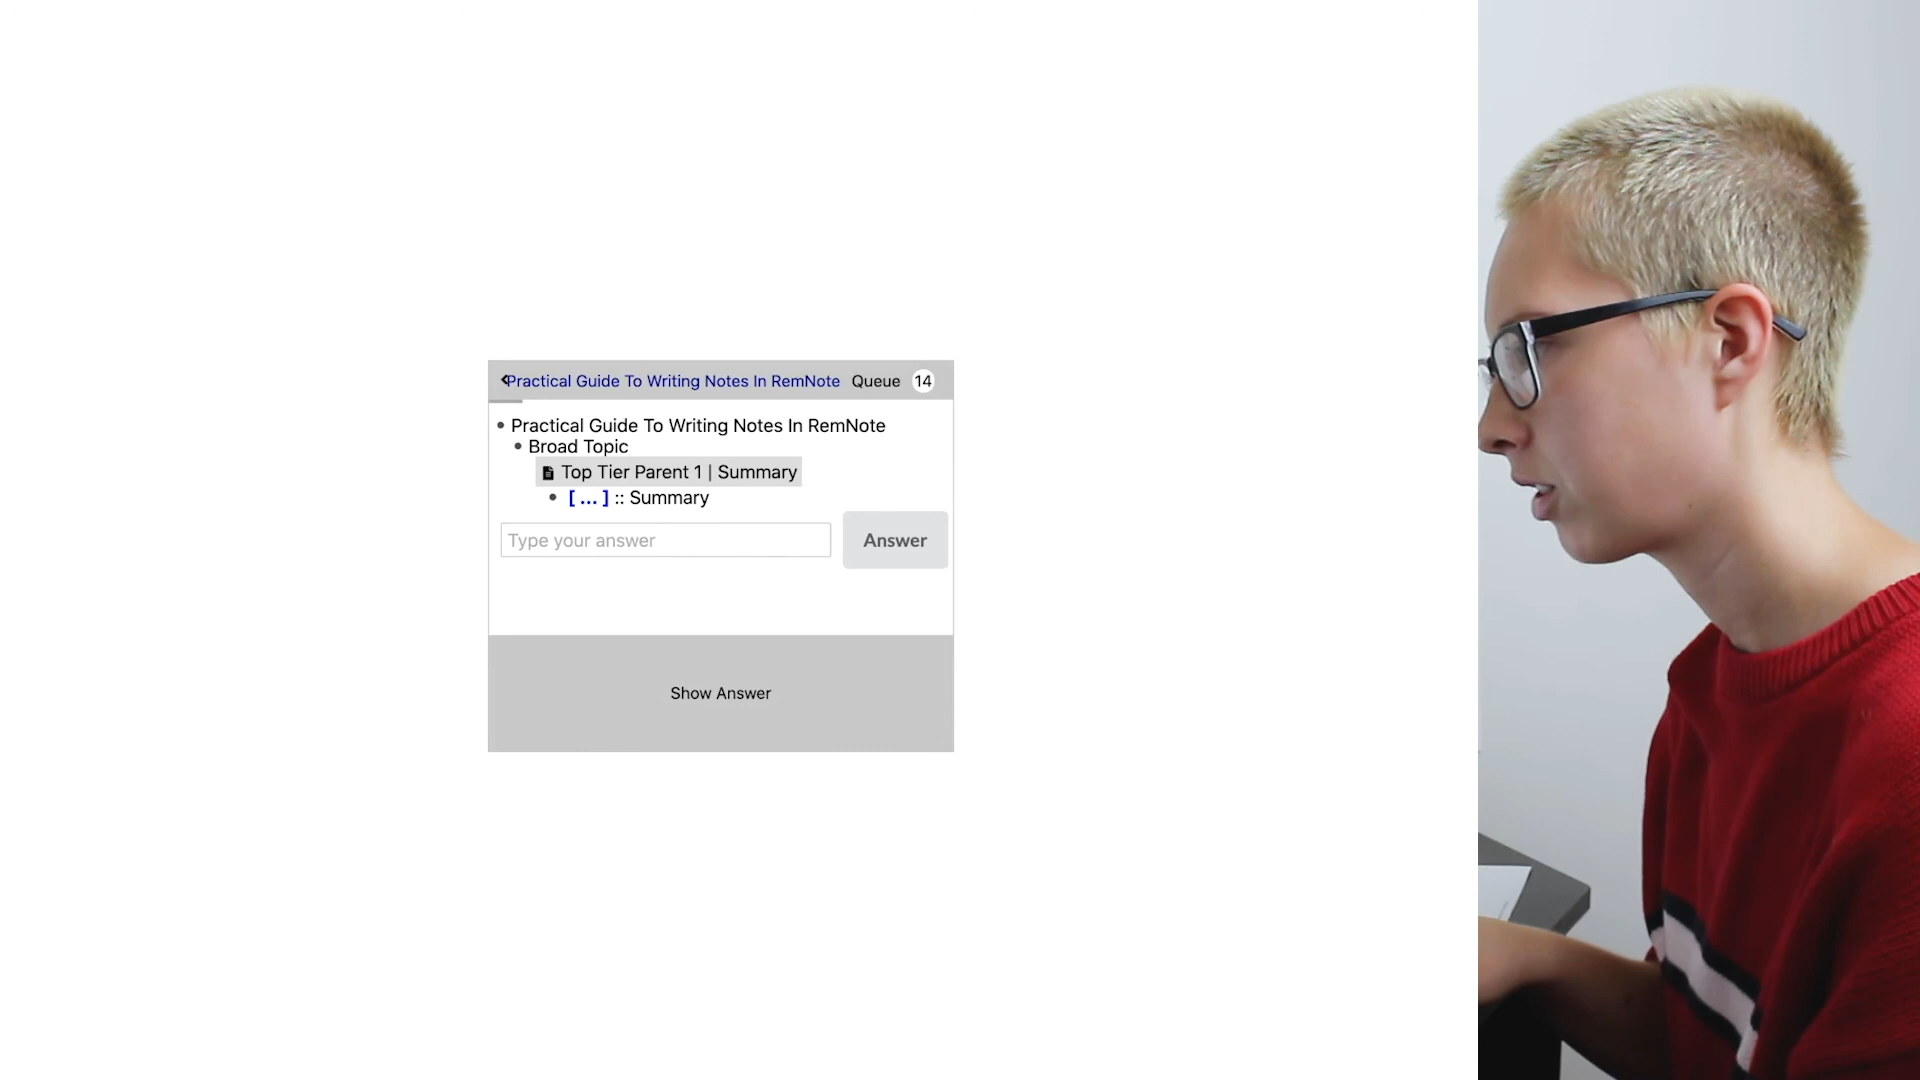 Practical Guide To Writing Notes In RemNote Queue 14
Practical Guide To Writing Notes In RemNote
Broad Topic
Top Tier Parent 1 | Summary
[ ... ] :: Summary
Type your answer Answer
Show Answer